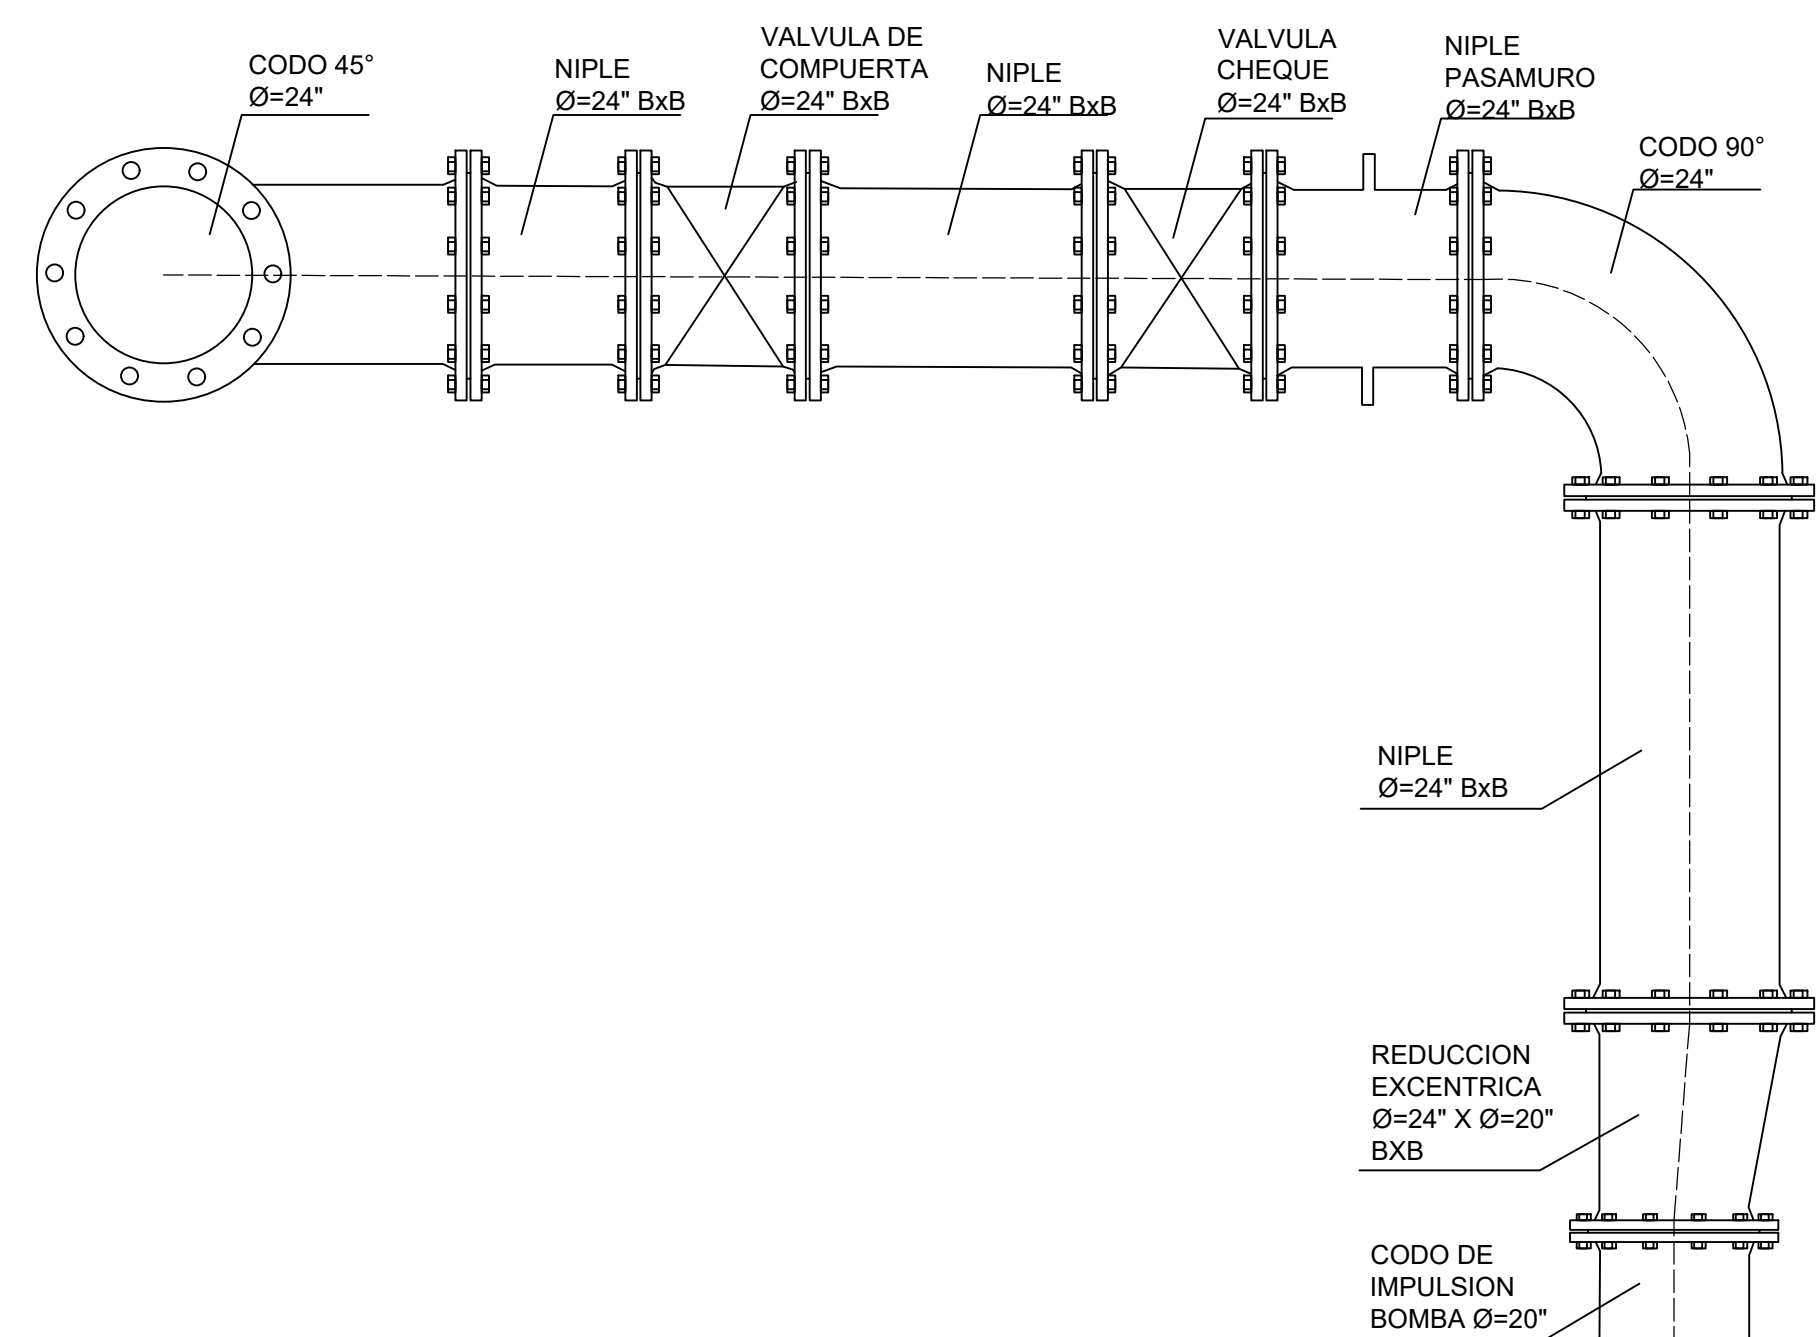 CODO 45°
Ø=24"
NIPLE
Ø=24" BxB
VALVULA DE
COMPUERTA
Ø=24" BxB
NIPLE
Ø=24" BxB
VALVULA
CHEQUE
Ø=24" BxB
NIPLE
PASAMURO
Ø=24" BxB
CODO 90°
Ø=24"
NIPLE
Ø=24" BxB
REDUCCION
EXCENTRICA
Ø=24" X Ø=20"
BXB
CODO DE
IMPULSION
BOMBA Ø=20"